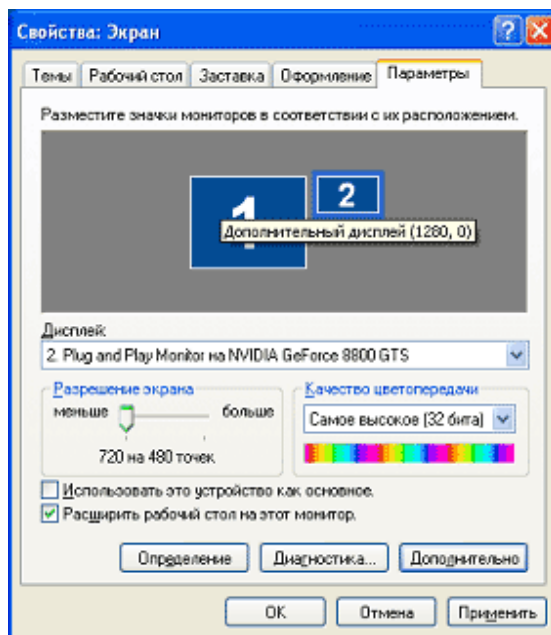 Свойства: Экран
Темы Рабочий стол Заставка Оформление Параметры
Разместите значки мониторов в соответствии с их расположением.
1 2
Дополнительный дисплей (1280, 0)
Дисплей:
2. Plug and Play Monitor на NVIDIA GeForce 8800 GTS
Разрешение экрана Качество цветопередачи
меньше больше Самое высокое (32 бита)
720 на 480 точек
Использовать это устройство как основное.
Расширить рабочий стол на этот монитор.
Определение Диагностика... Дополнительно
ОК Отмена Применить